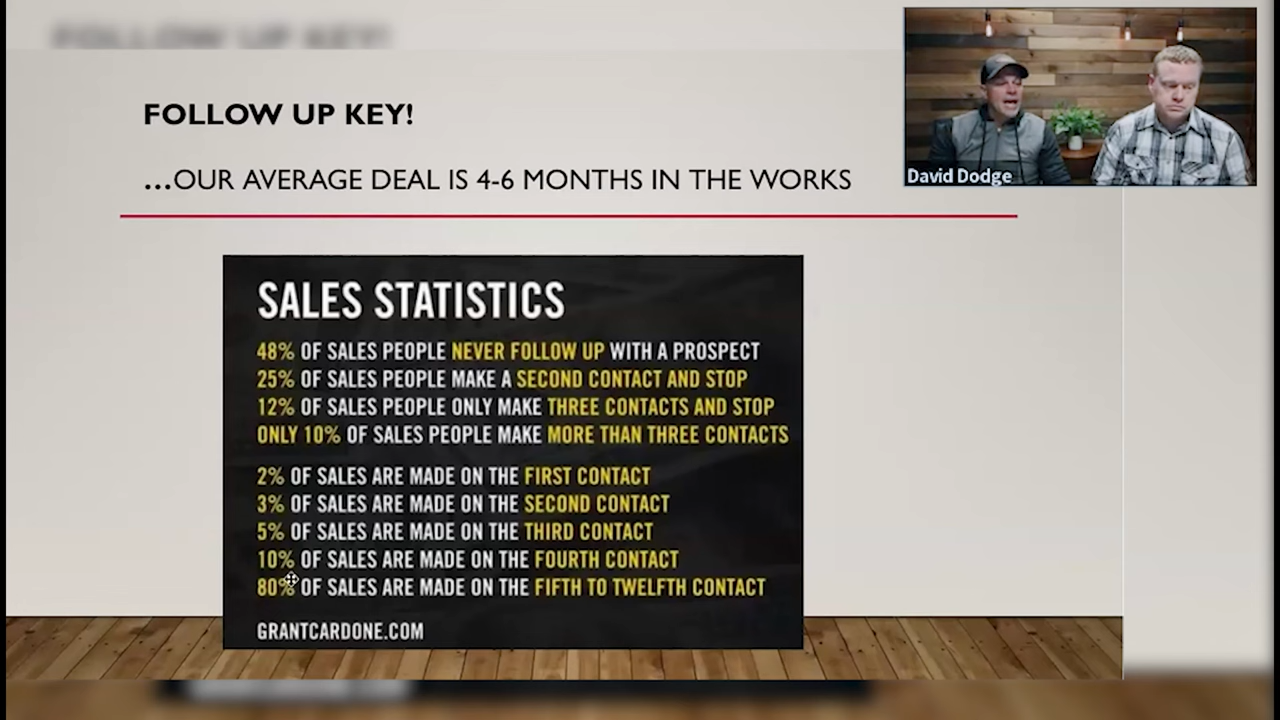 FOLLOW UP KEY!
...OUR AVERAGE DEAL IS 4-6 MONTHS IN THE WORKS
David Dodge
SALES STATISTICS
48% OF SALES PEOPLE NEVER FOLLOW UP WITH A PROSPECT
25% OF SALES PEOPLE MAKE A SECOND CONTACT AND STOP
12% OF SALES PEOPLE ONLY MAKE THREE CONTACTS AND STOP
ONLY 10% OF SALES PEOPLE MAKE MORE THAN THREE CONTACTS
2% OF SALES ARE MADE ON THE FIRST CONTACT
3% OF SALES ARE MADE ON THE SECOND CONTACT
5% OF SALES ARE MADE ON THE THIRD CONTACT
10% OF SALES ARE MADE ON THE FOURTH CONTACT
80% OF SALES ARE MADE ON THE FIFTH TO TWELFTH CONTACT
GRANTCARDONE.COM